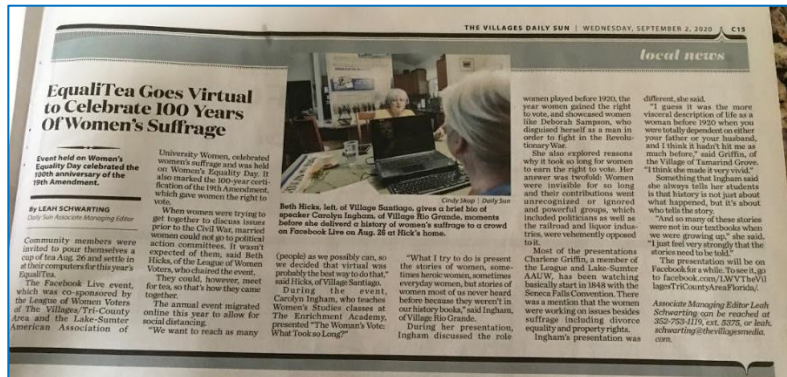 THE VILLAGES DAILY SUN | WEDNESDAY, SEPTEMBER 2, 2020 C15
local news
EqualiTea Goes Virtual
to Celebrate 100 Years
Of Women's Suffrage
Event held on Women's
Equality Day celebrated the
100th anniversary of the
19th Amendment.
By LEAH SCHWARTING
Daily Sun Associate Managing Editor
Community members were
invited to pour themselves a
cup of tea Aug. 26 and settle in
at their computers for this year's
EqualiTea.
The Facebook Live event,
which was co-sponsored by
the League of Women Voters
of The Villages/Tri-County
Area and the Lake-Sumter
American Association of
University Women, celebrated
women's suffrage and was held
on Women's Equality Day. It
also marked the 100-year certi-
fication of the 19th Amendment,
which gave women the right to
vote.
When women were trying to
get together to discuss issues
prior to the Civil War, married
women could not go to political
action committees. It wasn't
expected of them, said Beth
Hicks, of the League of Women
Voters, who chaired the event.
They could, however, meet
for tea, so that's how they came
together.
The annual event migrated
online this year to allow for
social distancing.
"We want to reach as many
Cindy Skop | Daily Sun
Beth Hicks, left, of Village Santiago, gives a brief bio of
speaker Carolyn Ingham, of Village Rio Grande, moments
before she deliverd a history of women's suffrage to a crowd
on Facebook Live on Aug. 26 at Hick's home.
(people) as we possibly can, so
we decided that virtual was
probably the best way to do that,"
said Hicks, of Village Santiago.
During the event,
Carolyn Ingham, who teaches
Women's Studies classes at
The Enrichment Academy,
presented "The Woman's Vote:
What Took so Long?"
"What I try to do is present
the stories of women, some-
times heroic women, sometimes
everyday women, but stories of
women most of us never heard
before because they weren't in
our history books," said Ingham,
of Village Rio Grande.
During her presentation,
Ingham discussed the role
women played before 1920, the
year women gained the right
to vote, and showcased women
like Deborah Sampson, who
disguised herself as a man in
order to fight in the Revolu-
tionary War.
She also explored reasons
why it took so long for women
to earn the right to vote. Her
answer was twofold: Women
were invisible for so long
and their contributions went
unrecognized or ignored
and powerful groups, which
included politicians as well as
the railroad and liquor indus-
tries, were vehemently opposed
to it.
Most of the presentations
Charlene Griffin, a member of
the League and Lake-Sumter
AAUW, has been watching
basically start in 1848 with the
Seneca Falls Convention. There
was a mention that the women
were working on issues besides
suffrage including divorce
equality and property rights.
Ingham's presentation was
different, she said.
"I guess it was the more
visceral description of life as a
woman before 1920 when you
were totally dependent on either
your father or your husband,
and I think it hadn't hit me as
much before," said Griffin, of
the Village of Tamarind Grove.
"I think she made it very vivid."
Something that Ingham said
she always tells her students
is that history is not just about
what happened, but it's about
who tells the story.
"And so many of these stories
were not in our textbooks when
we were growing up," she said.
"I just feel very strongly that the
stories need to be told."
The presentation will be on
Facebook for a while. To see it, go
to facebook.com/LWVTheVil
lagesTriCountyAreaFlorida/.
Associate Managing Editor Leah
Schwarting can be reached at
352-753-1119, ext. 5375, or leah.
schwarting@thevillagesmedia.
com.